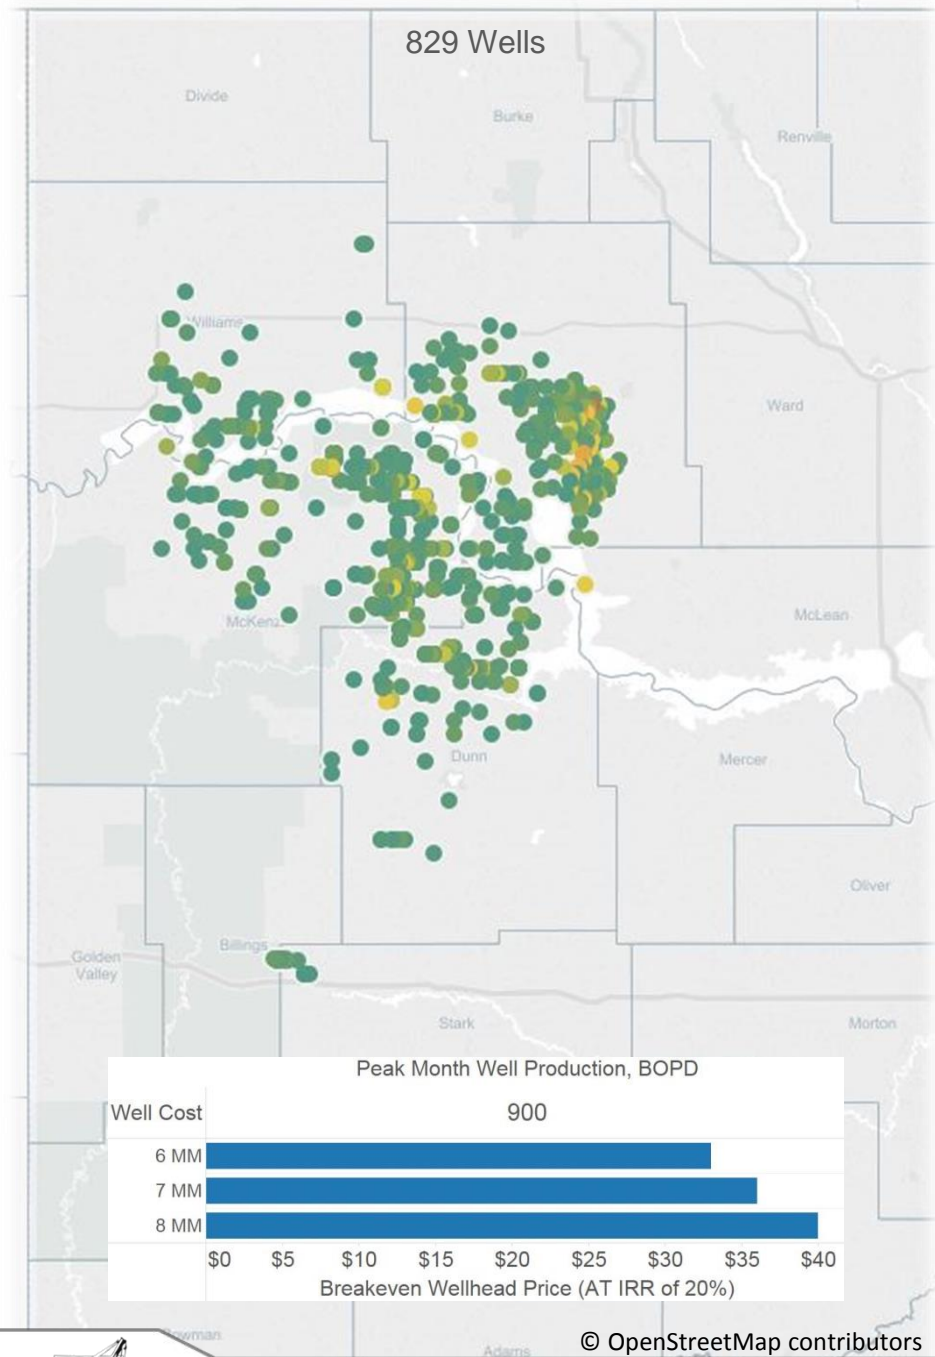 829 Wells
Divide
Burke
Renville
Williams
Ward
McKenz
McLean
Dunn
Mercer
Oliver
Billings
Golden
Valley
Stark
Morton
Peak Month Well Production, BOPD
Well Cost 900
6 MM
7 MM
8 MM
$0 $5 $10 $15 $20 $25 $30 $35 $40
Breakeven Wellhead Price (AT IRR of 20%)
owman
Adams
© OpenStreetMap contributors